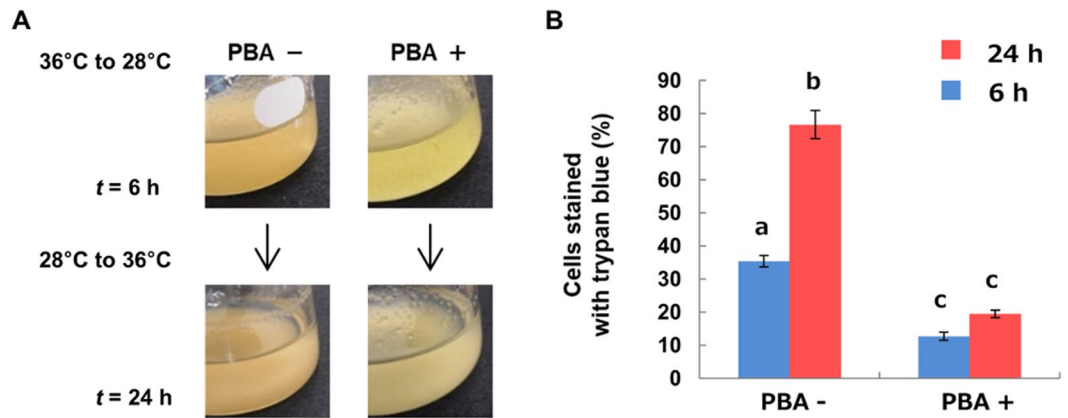 A
36°C to 28°C
PBA －
PBA ＋
t = 6 h
28°C to 36°C
t = 24 h
B
24 h
6 h
Cells stained
with trypan blue (%)
90
80
70
60
50
40
30
20
10
0
a
b
c
c
PBA -
PBA +